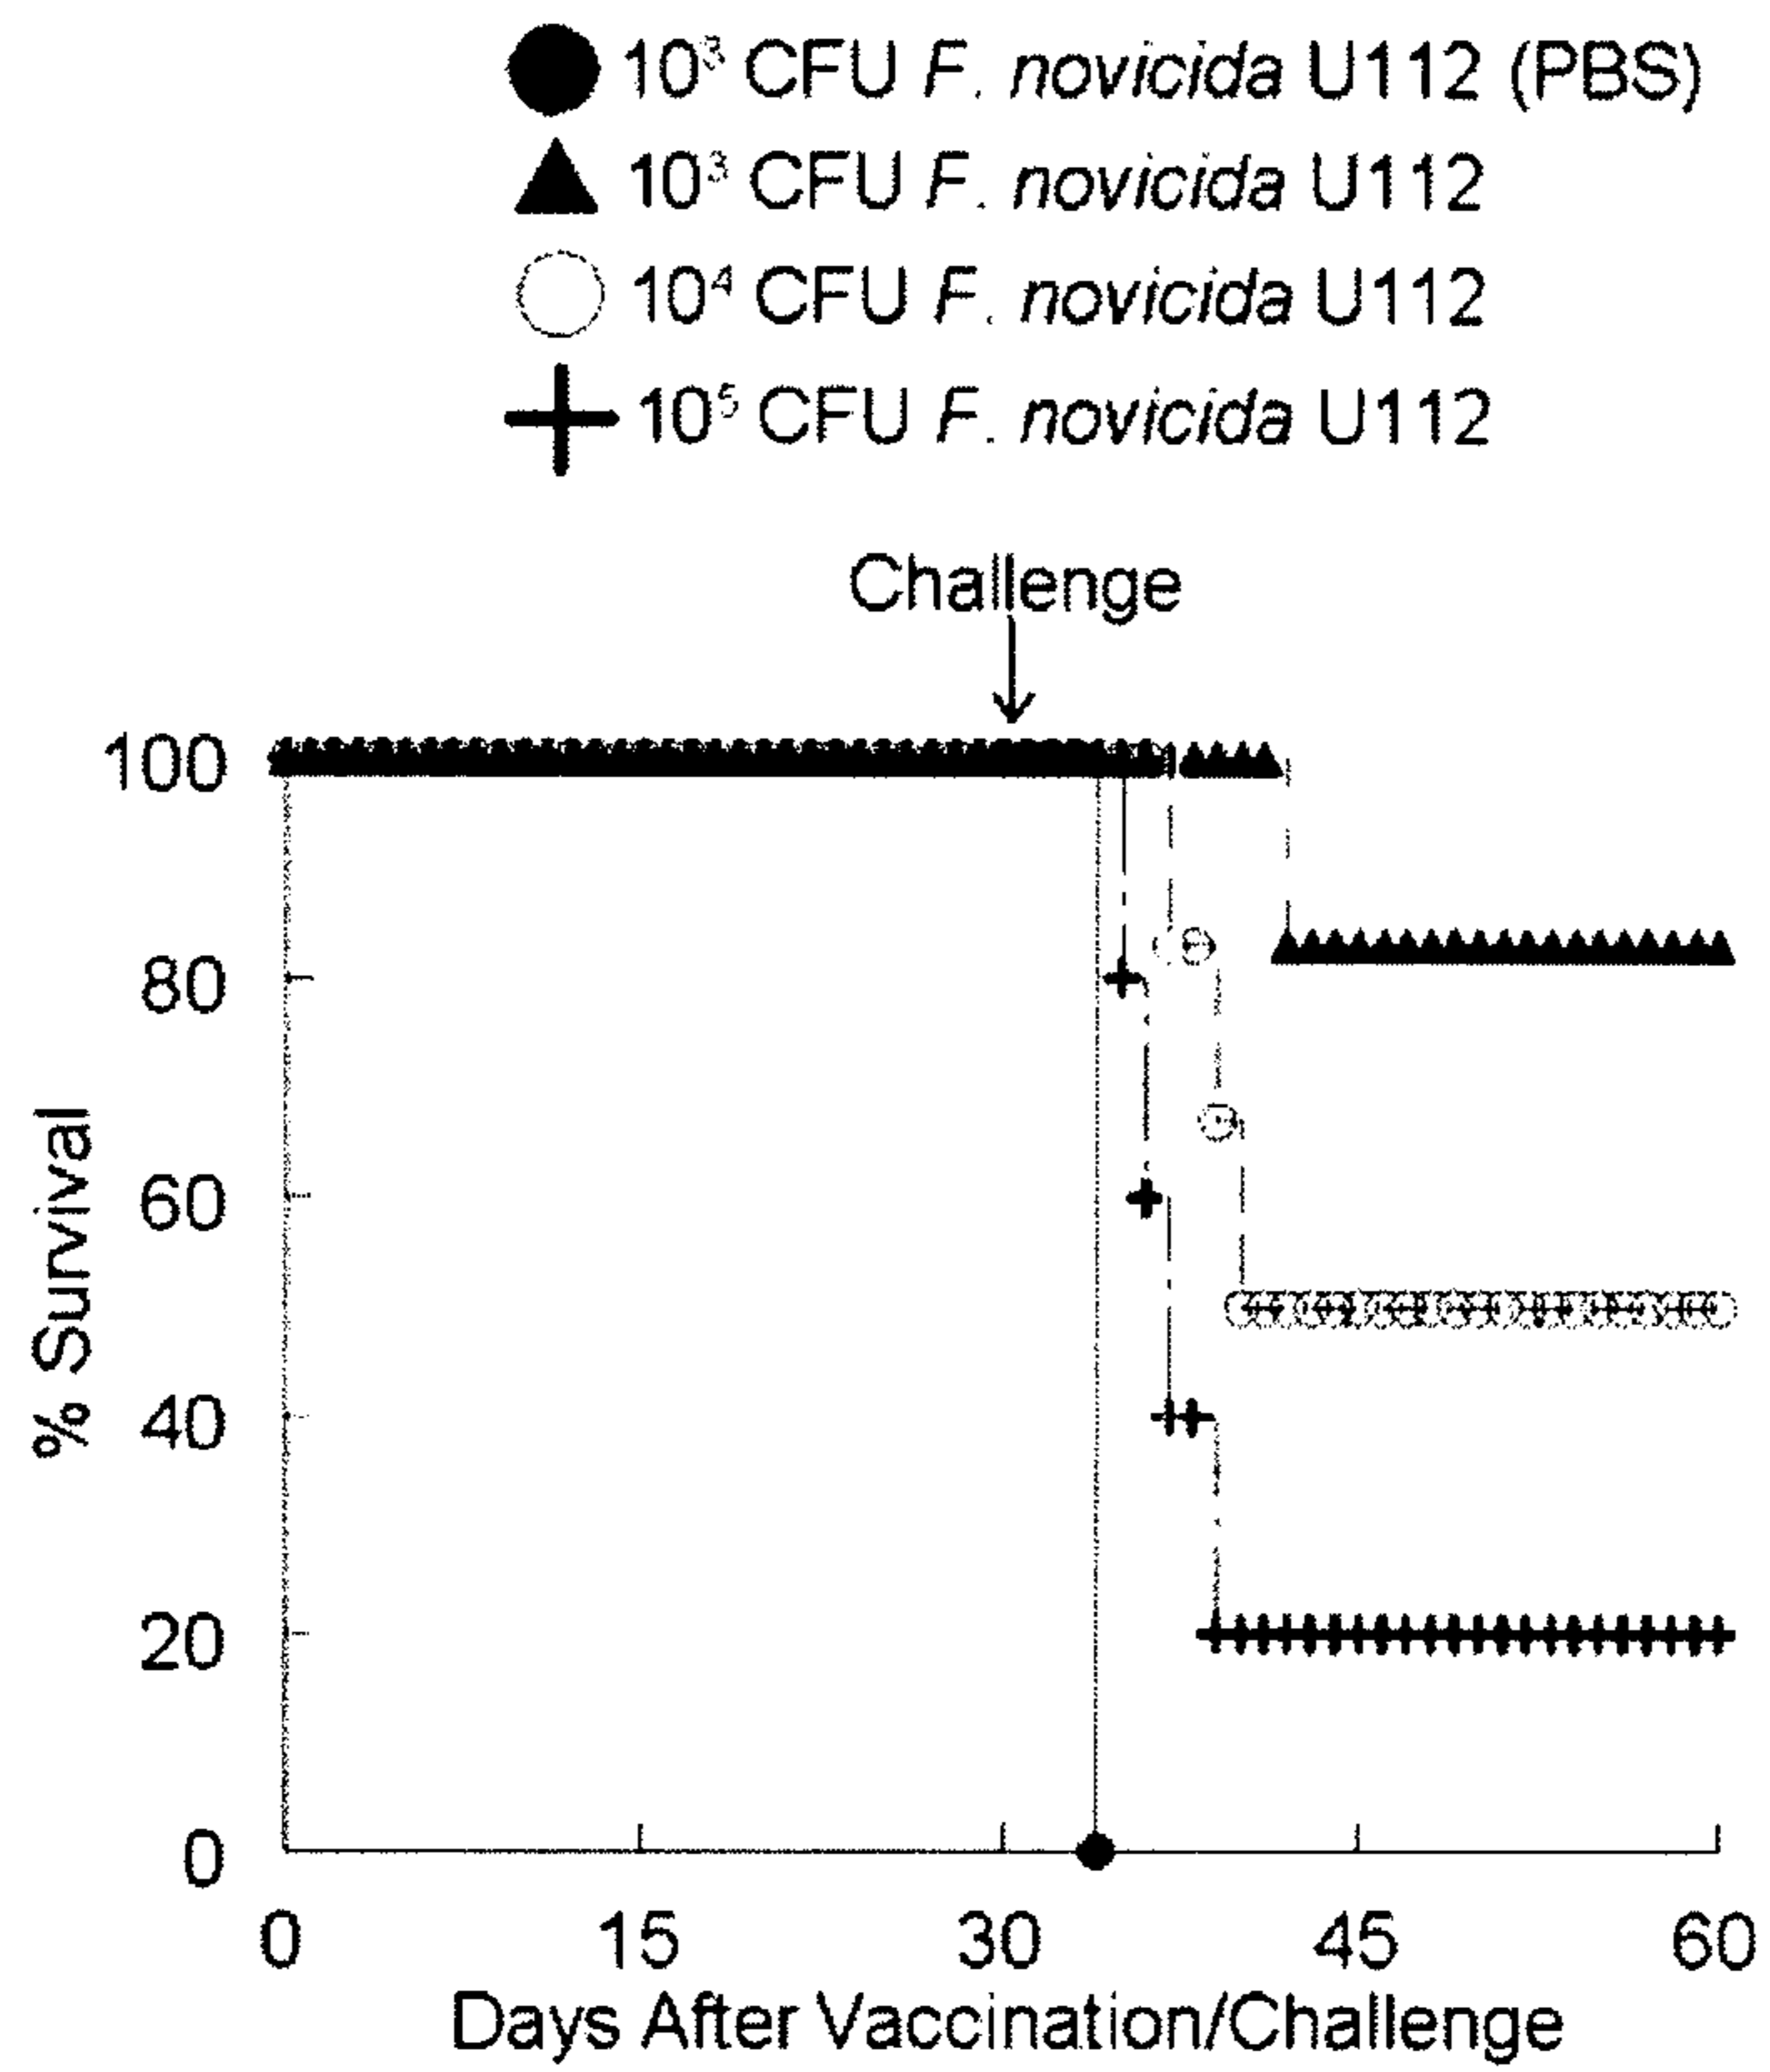 10³ CFU F. novicida U112 (PBS)
10³ CFU F. novicida U112
10⁴ CFU F. novicida U112
10⁵ CFU F. novicida U112
Challenge
100
80
60
40
20
0
% Survival
0 15 30 45 60
Days After Vaccination/Challenge